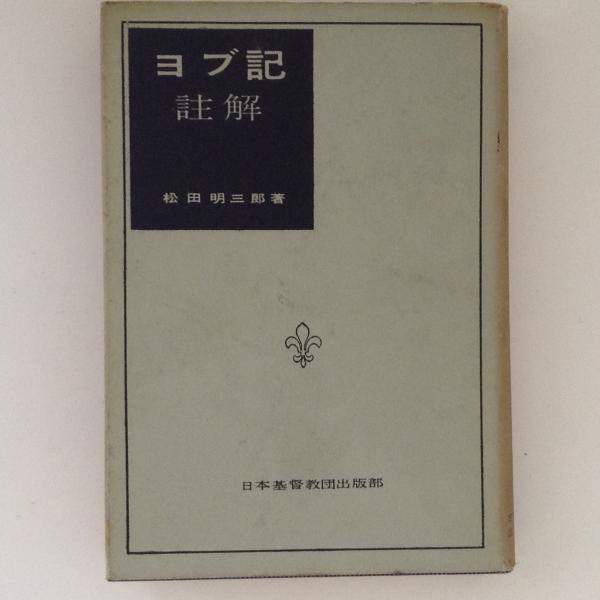 ヨブ記
註解
松田明三郎著
日本基督教団出版部